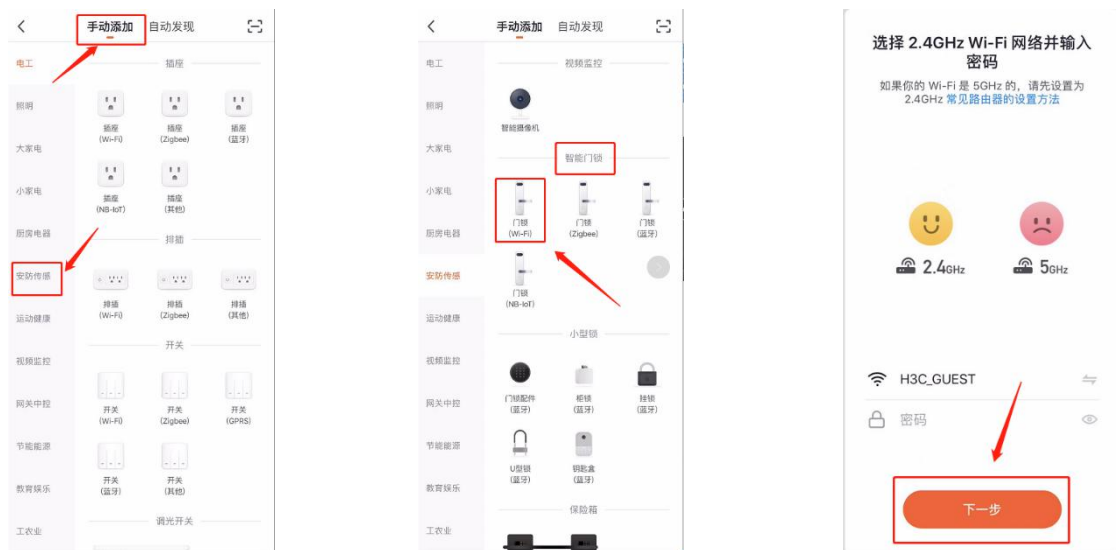 手动添加 自动发现
电工
照明
大家电
小家电
厨房电器
安防传感
运动健康
视频监控
网关中控
节能能源
教育娱乐
工农业
插座
插座
(Wi-Fi)
插座
(Zigbee)
插座
(蓝牙)
插座
(NB-IoT)
插座
(其他)
排插
排插
(Wi-Fi)
排插
(Zigbee)
排插
(其他)
开关
开关
(Wi-Fi)
开关
(Zigbee)
开关
(GPRS)
开关
(蓝牙)
开关
(其他)
调光开关
手动添加 自动发现
电工
照明
大家电
小家电
厨房电器
安防传感
运动健康
视频监控
网关中控
节能能源
教育娱乐
工农业
视频监控
智能摄像机
智能门锁
门锁
(Wi-Fi)
门锁
(Zigbee)
门锁
(蓝牙)
门锁
(NB-IoT)
小型锁
门锁配件
(蓝牙)
柜锁
(蓝牙)
挂锁
(蓝牙)
U型锁
(蓝牙)
钥匙盒
(蓝牙)
保险箱
选择 2.4GHz Wi-Fi 网络并输入
密码
如果你的 Wi-Fi 是 5GHz 的，请先设置为
2.4GHz 常见路由器的设置方法
2.4GHz
5GHz
H3C_GUEST
密码
下一步